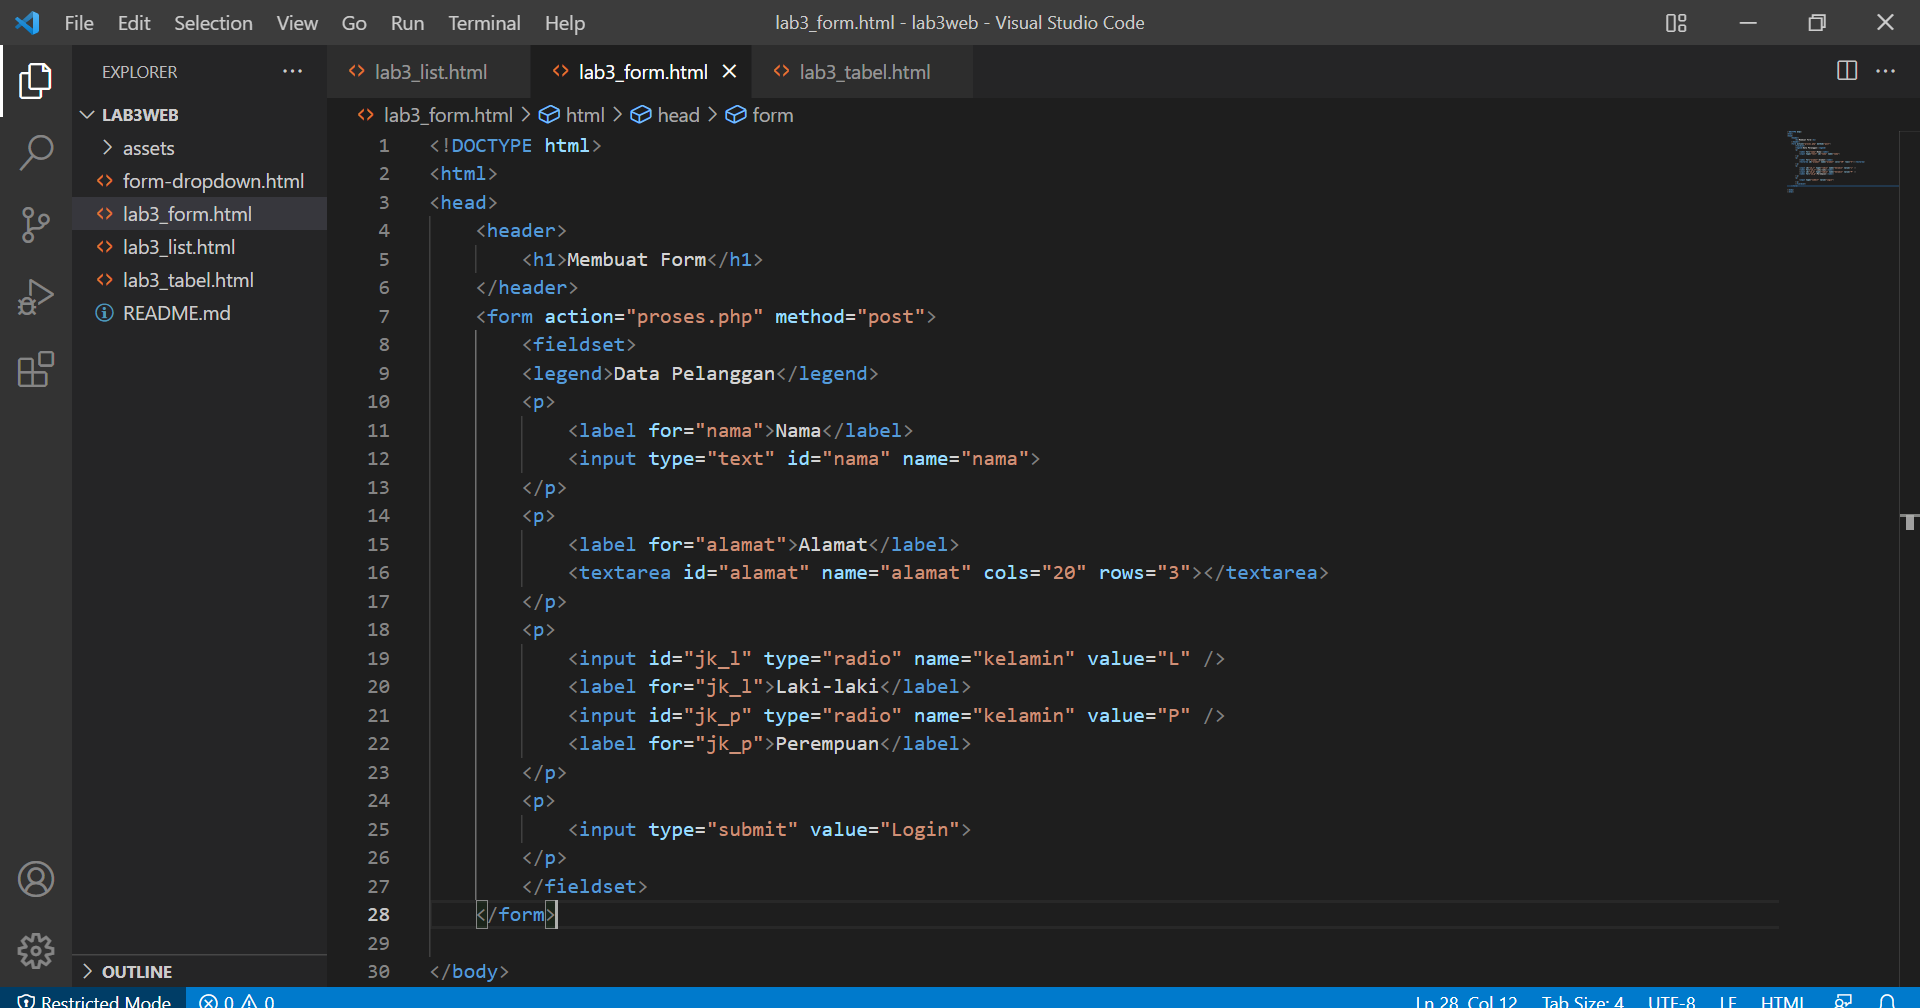 File Edit Selection View Go Run Terminal Help lab3_form.html - lab3web - Visual Studio Code
EXPLORER
LAB3WEB
assets
form-dropdown.html
lab3_form.html
lab3_list.html
lab3_tabel.html
README.md
OUTLINE
lab3_list.html lab3_form.html lab3_tabel.html
lab3_form.html > html > head > form
1 <!DOCTYPE html>
2 <html>
3 <head>
4     <header>
5         <h1>Membuat Form</h1>
6     </header>
7     <form action="proses.php" method="post">
8         <fieldset>
9         <legend>Data Pelanggan</legend>
10         <p>
11             <label for="nama">Nama</label>
12             <input type="text" id="nama" name="nama">
13         </p>
14         <p>
15             <label for="alamat">Alamat</label>
16             <textarea id="alamat" name="alamat" cols="20" rows="3"></textarea>
17         </p>
18         <p>
19             <input id="jk_l" type="radio" name="kelamin" value="L" />
20             <label for="jk_l">Laki-laki</label>
21             <input id="jk_p" type="radio" name="kelamin" value="P" />
22             <label for="jk_p">Perempuan</label>
23         </p>
24         <p>
25             <input type="submit" value="Login">
26         </p>
27         </fieldset>
28     </form>
29
30 </body>
Restricted Mode 0 0 Ln 28, Col 12 Tab Size: 4 UTF-8 LF HTML